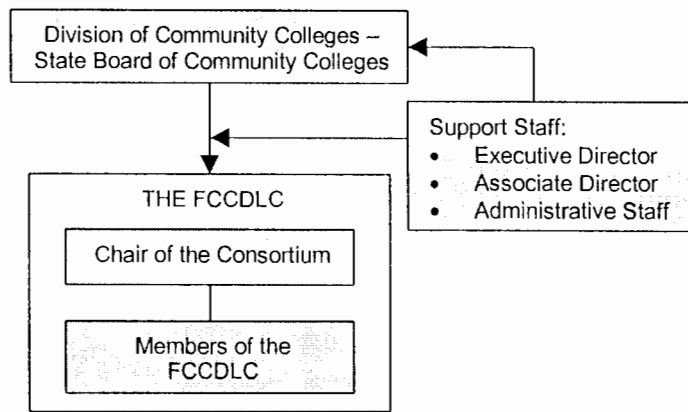 Division of Community Colleges –
State Board of Community Colleges
Support Staff:
• Executive Director
• Associate Director
• Administrative Staff
THE FCCDLC
Chair of the Consortium
Members of the
FCCDLC